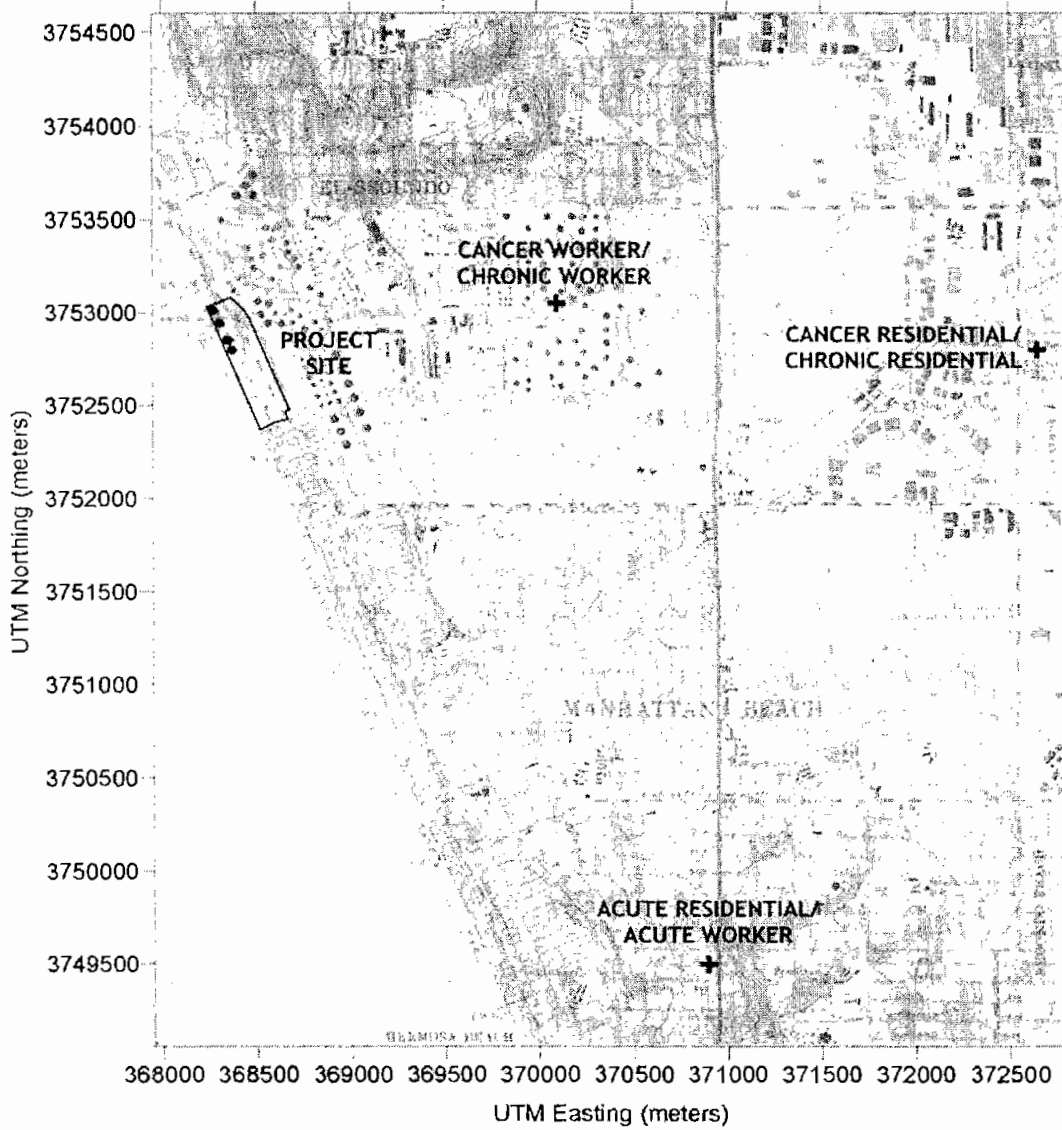 3754500
3754000
EL SEGUNDO
3753500
CANCER WORKER/
CHRONIC WORKER
3753000
PROJECT
SITE
CANCER RESIDENTIAL/
CHRONIC RESIDENTIAL
3752500
3752000
3751500
3751000
MANHATTAN BEACH
3750500
3750000
ACUTE RESIDENTIAL/
ACUTE WORKER
3749500
HERMOSA BEACH
368000 368500 369000 369500 370000 370500 371000 371500 372000 372500
UTM Easting (meters)
UTM Northing (meters)